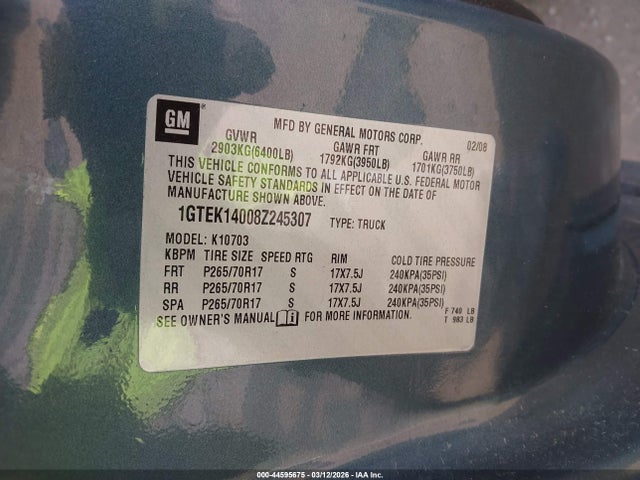 GM
MFD BY GENERAL MOTORS CORP. 02/08
GVWR GAWR FRT GAWR RR
2903KG(6400LB) 1792KG(3950LB) 1701KG(3750LB)
THIS VEHICLE CONFORMS TO ALL APPLICABLE U.S. FEDERAL MOTOR
VEHICLE SAFETY STANDARDS IN EFFECT ON THE DATE OF
MANUFACTURE SHOWN ABOVE.
1GTEK14008Z245307 TYPE: TRUCK
MODEL: K10703
KBPM TIRE SIZE SPEED RTG RIM COLD TIRE PRESSURE
FRT P265/70R17 S 17X7.5J 240KPA(35PSI)
RR P265/70R17 S 17X7.5J 240KPA(35PSI)
SPA P265/70R17 S 17X7.5J 240KPA(35PSI)
SEE OWNER'S MANUAL FOR MORE INFORMATION.
F 740 LB
T 983 LB
000-44595675 - 03/12/2026 - IAA Inc.